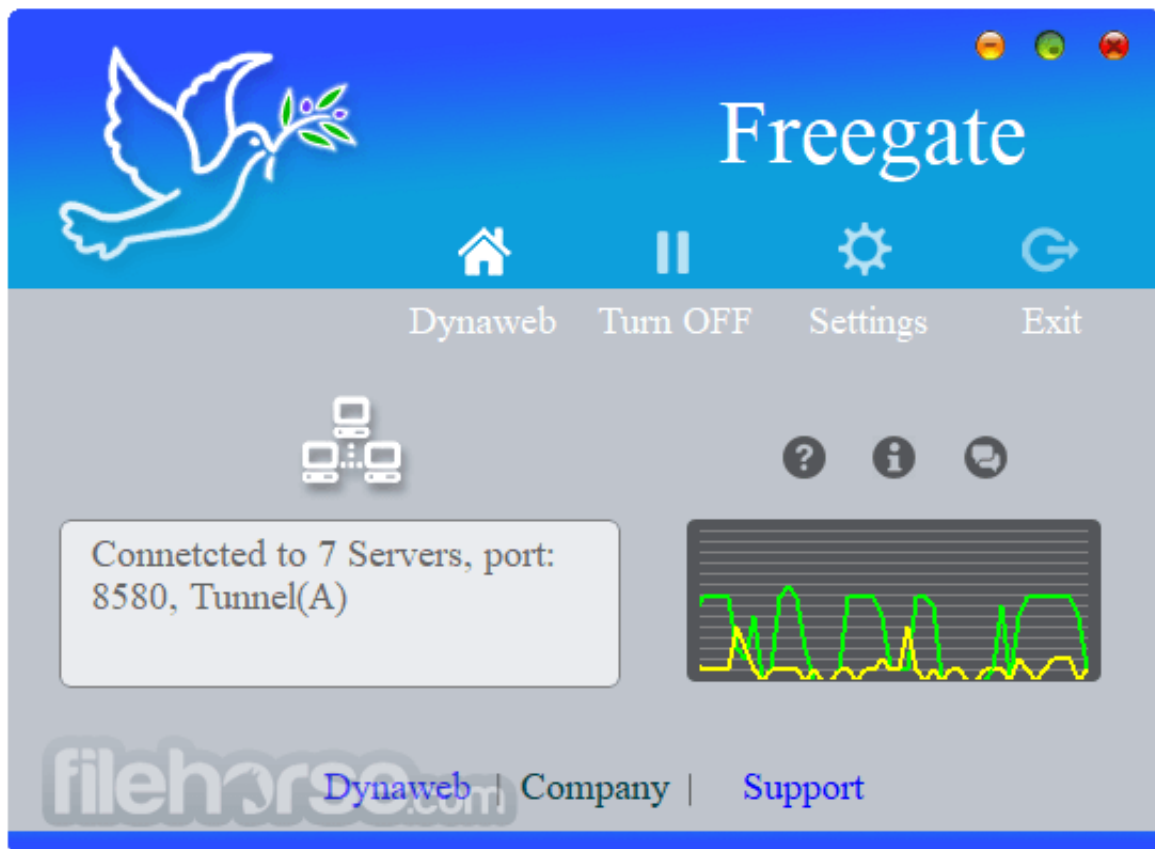 Freegate
Dynaweb Turn OFF Settings Exit
Connetcted to 7 Servers, port:
8580, Tunnel(A)
filehorse.com
Dynaweb | Company | Support